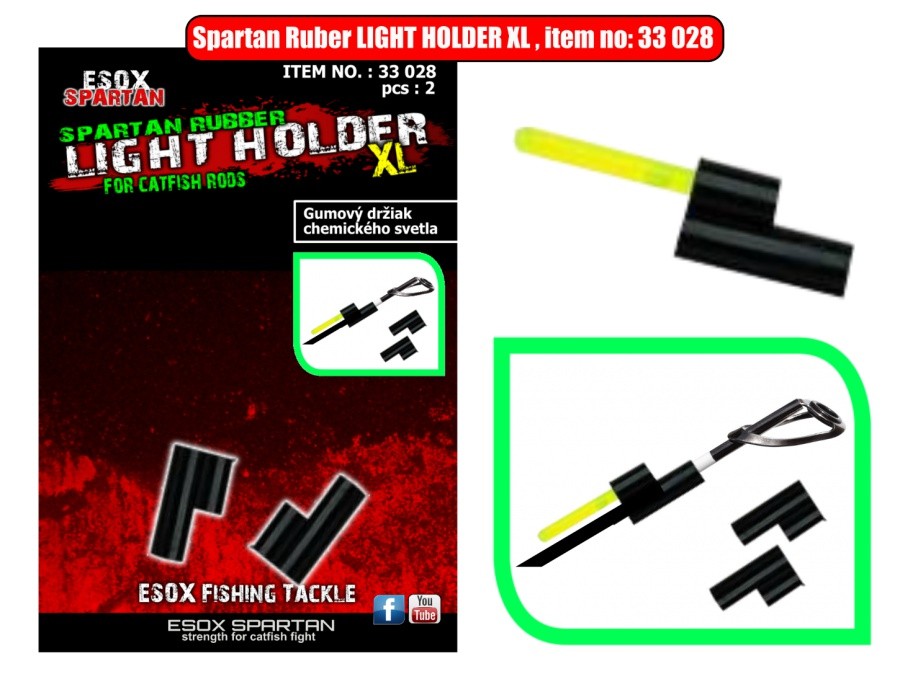 Spartan Ruber LIGHT HOLDER XL , item no: 33 028
ESOX
SPARTAN
ITEM NO. : 33 028
pcs : 2
SPARTAN RUBBER
LIGHT HOLDER
XL
FOR CATFISH RODS
Gumový držiak
chemického svetla
ESOX FISHING TACKLE
f
You
Tube
ESOX SPARTAN
strength for catfish fight